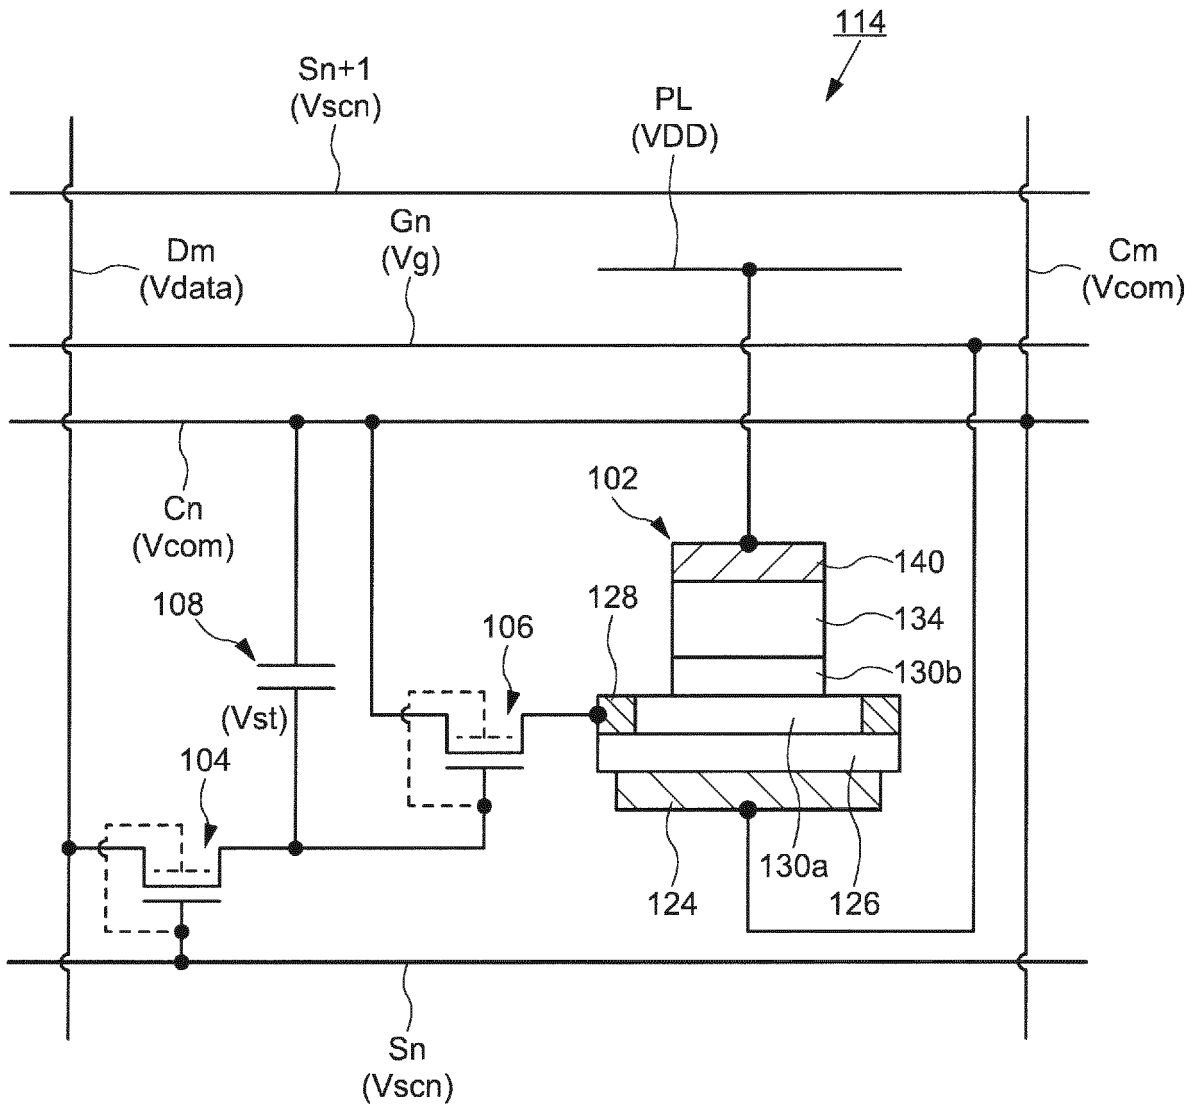 114
Sn+1
(Vscn)
PL
(VDD)
Gn
(Vg)
Dm
(Vdata)
Cm
(Vcom)
Cn
(Vcom)
102
140
108
128
134
106
130b
(Vst)
104
130a
124
126
Sn
(Vscn)